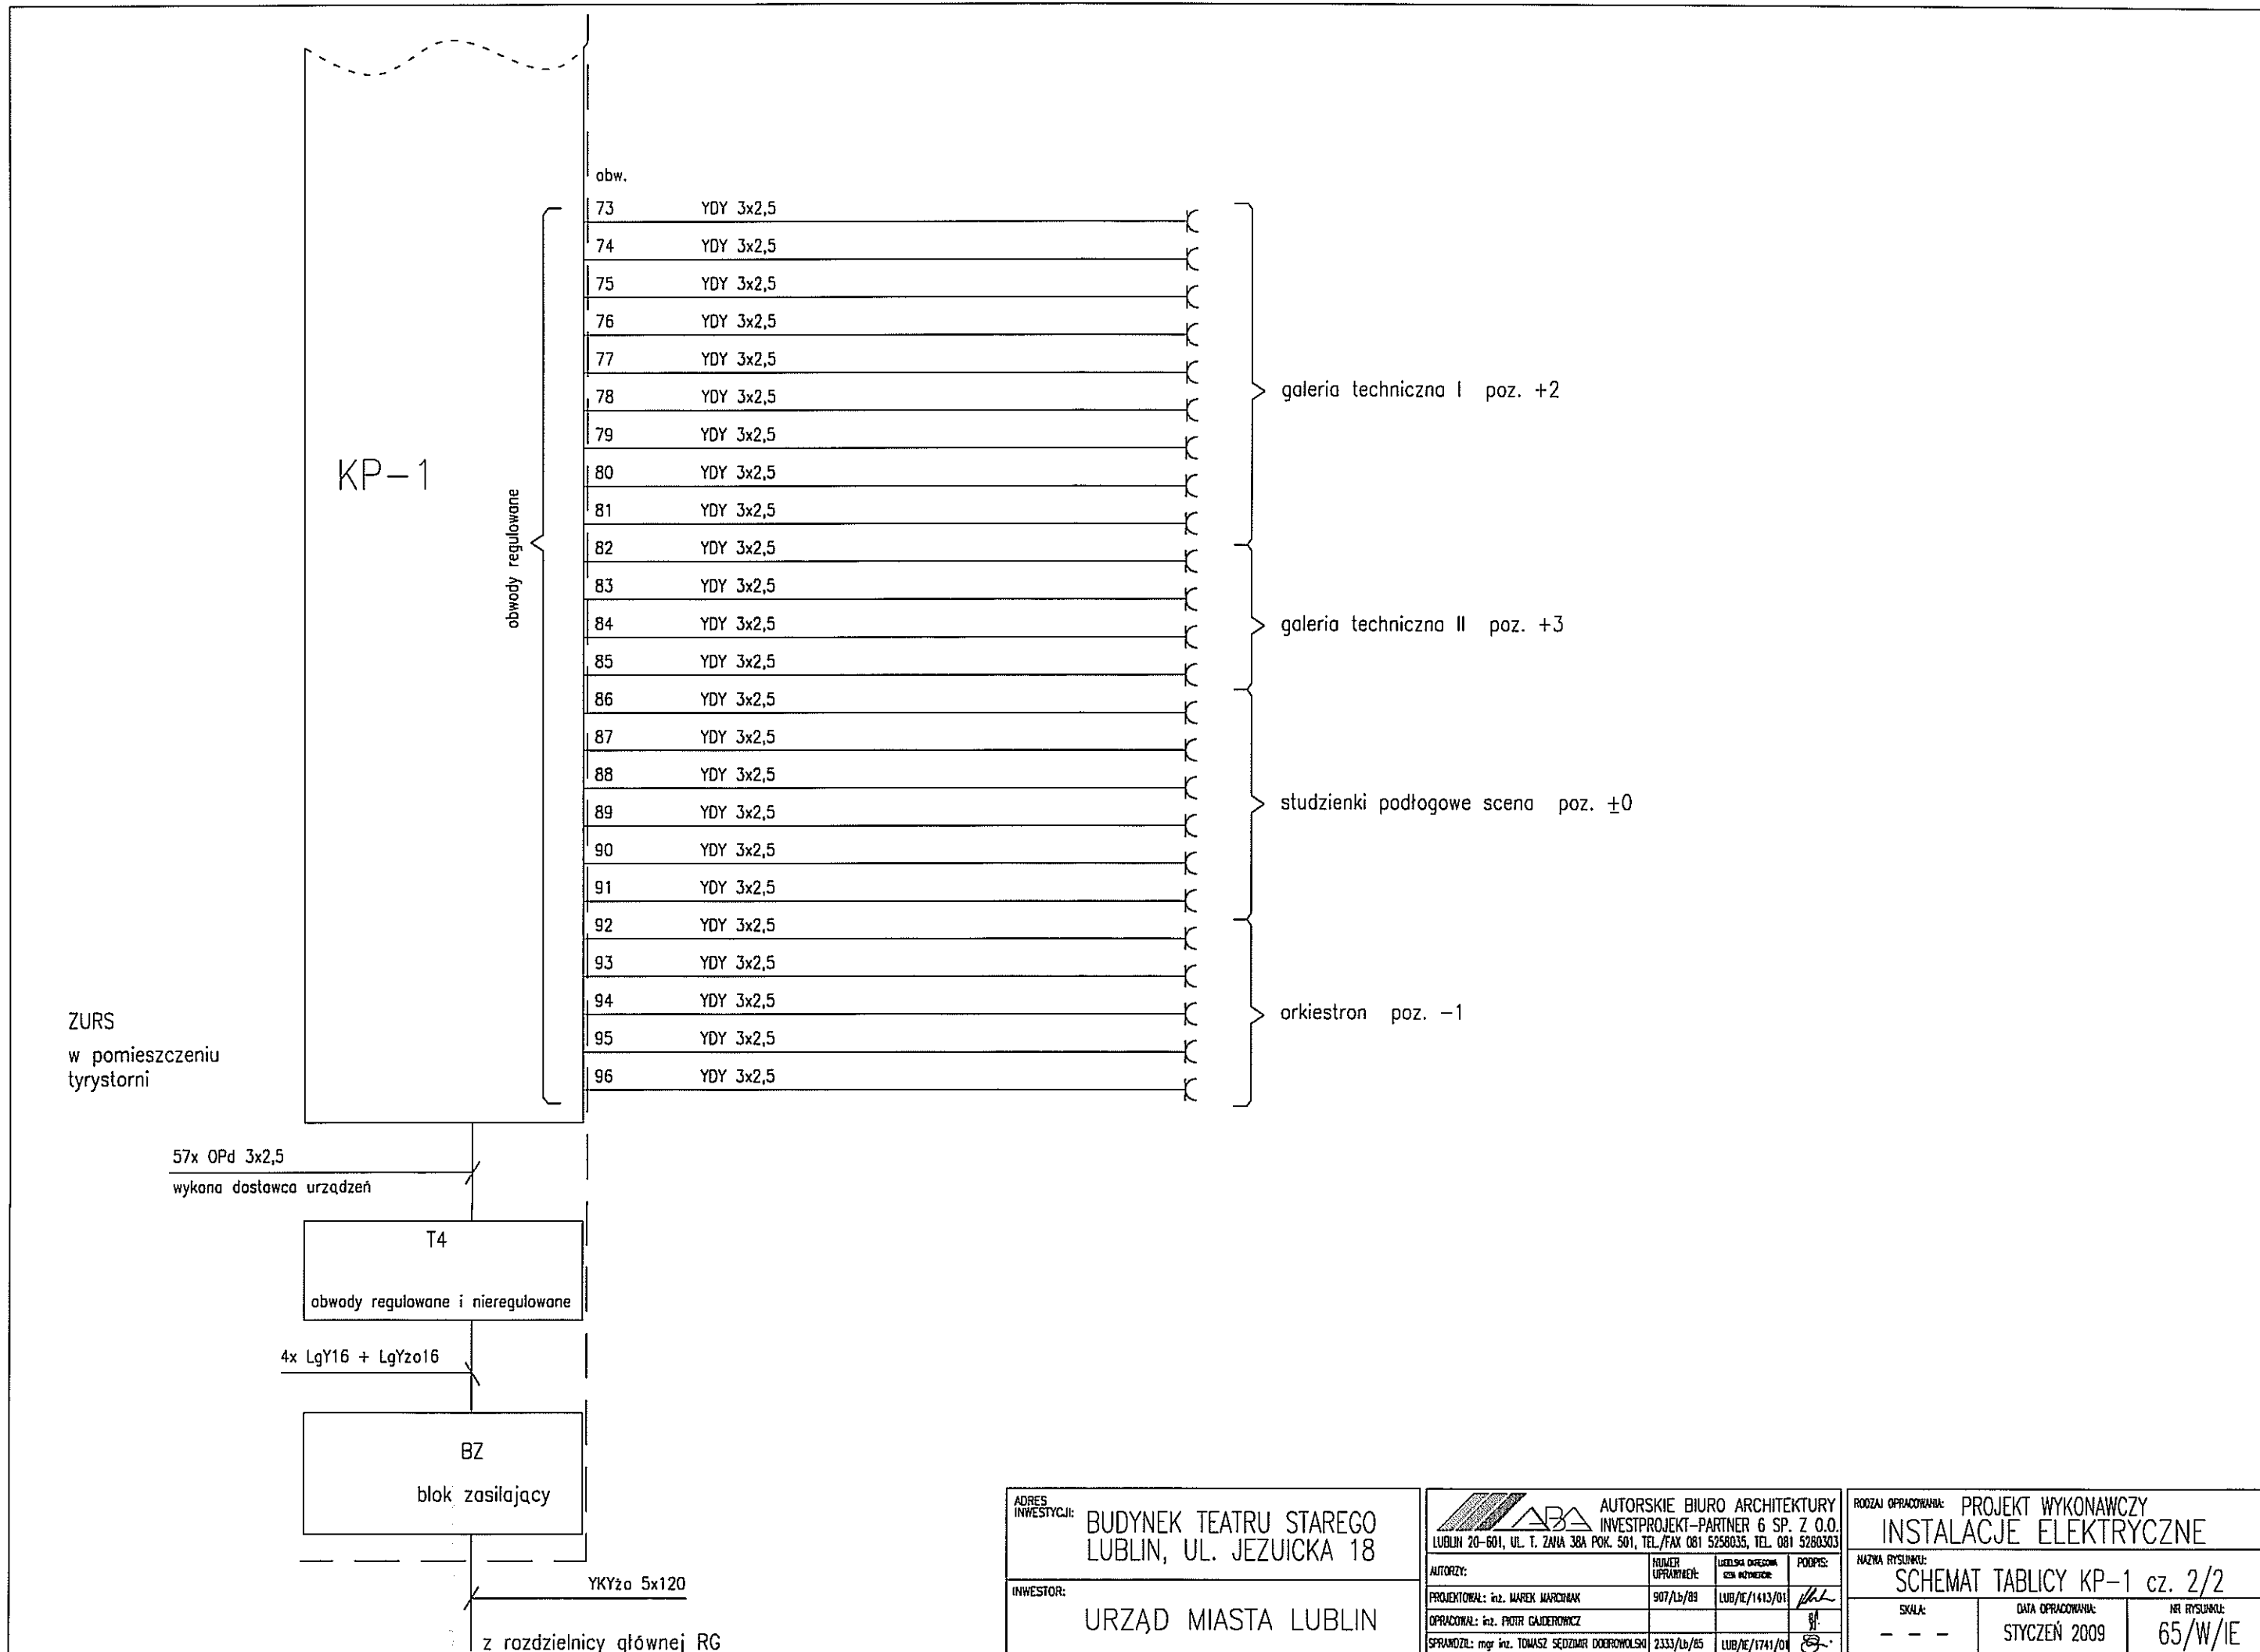 obw.
73 YDY 3x2,5
74 YDY 3x2,5
75 YDY 3x2,5
76 YDY 3x2,5
77 YDY 3x2,5
78 YDY 3x2,5
79 YDY 3x2,5
80 YDY 3x2,5
81 YDY 3x2,5
82 YDY 3x2,5
83 YDY 3x2,5
84 YDY 3x2,5
85 YDY 3x2,5
86 YDY 3x2,5
87 YDY 3x2,5
88 YDY 3x2,5
89 YDY 3x2,5
90 YDY 3x2,5
91 YDY 3x2,5
92 YDY 3x2,5
93 YDY 3x2,5
94 YDY 3x2,5
95 YDY 3x2,5
96 YDY 3x2,5
KP-1
obwody regulowane
galeria techniczna I poz. +2
galeria techniczna II poz. +3
studzienki podłogowe scena poz. ±0
orkiestron poz. -1
ZURS
w pomieszczeniu
tyrystorni
57x OPd 3x2,5
wykona dostawca urządzeń
T4
obwody regulowane i nieregulowane
4x LgY16 + LgYżo16
BZ
blok zasilający
YKYżo 5x120
z rozdzielnicy głównej RG
ADRES
INWESTYCJI:
BUDYNEK TEATRU STAREGO
LUBLIN, UL. JEZUICKA 18
INWESTOR:
URZĄD MIASTA LUBLIN
ABA
AUTORSKIE BIURO ARCHITEKTURY
INVESTPROJEKT-PARTNER 6 SP. Z O.O.
LUBLIN 20-601, UL. T. ZANA 38A POK. 501, TEL/FAX 081 5258035, TEL. 081 5280303
AUTORZY:
NUMER
UPRAWNIEŃ:
LUBELSKA OKRĘGOWA
IZBA INŻYNIERÓW:
PODPIS:
PROJEKTOWAŁ: inż. MAREK MARCINIAK 907/Lb/89 LUB/IE/1413/01
OPRACOWAŁ: inż. PIOTR GAJDEROWICZ
SPRAWDZIŁ: mgr inż. TOMASZ SĘDZIMIR DOBROWOLSKI 2333/Lb/85 LUB/IE/1741/01
RODZAJ OPRACOWANIA: PROJEKT WYKONAWCZY
INSTALACJE ELEKTRYCZNE
NAZWA RYSUNKU:
SCHEMAT TABLICY KP-1 cz. 2/2
SKALA:
- - -
DATA OPRACOWANIA:
STYCZEŃ 2009
NR RYSUNKU:
65/W/IE